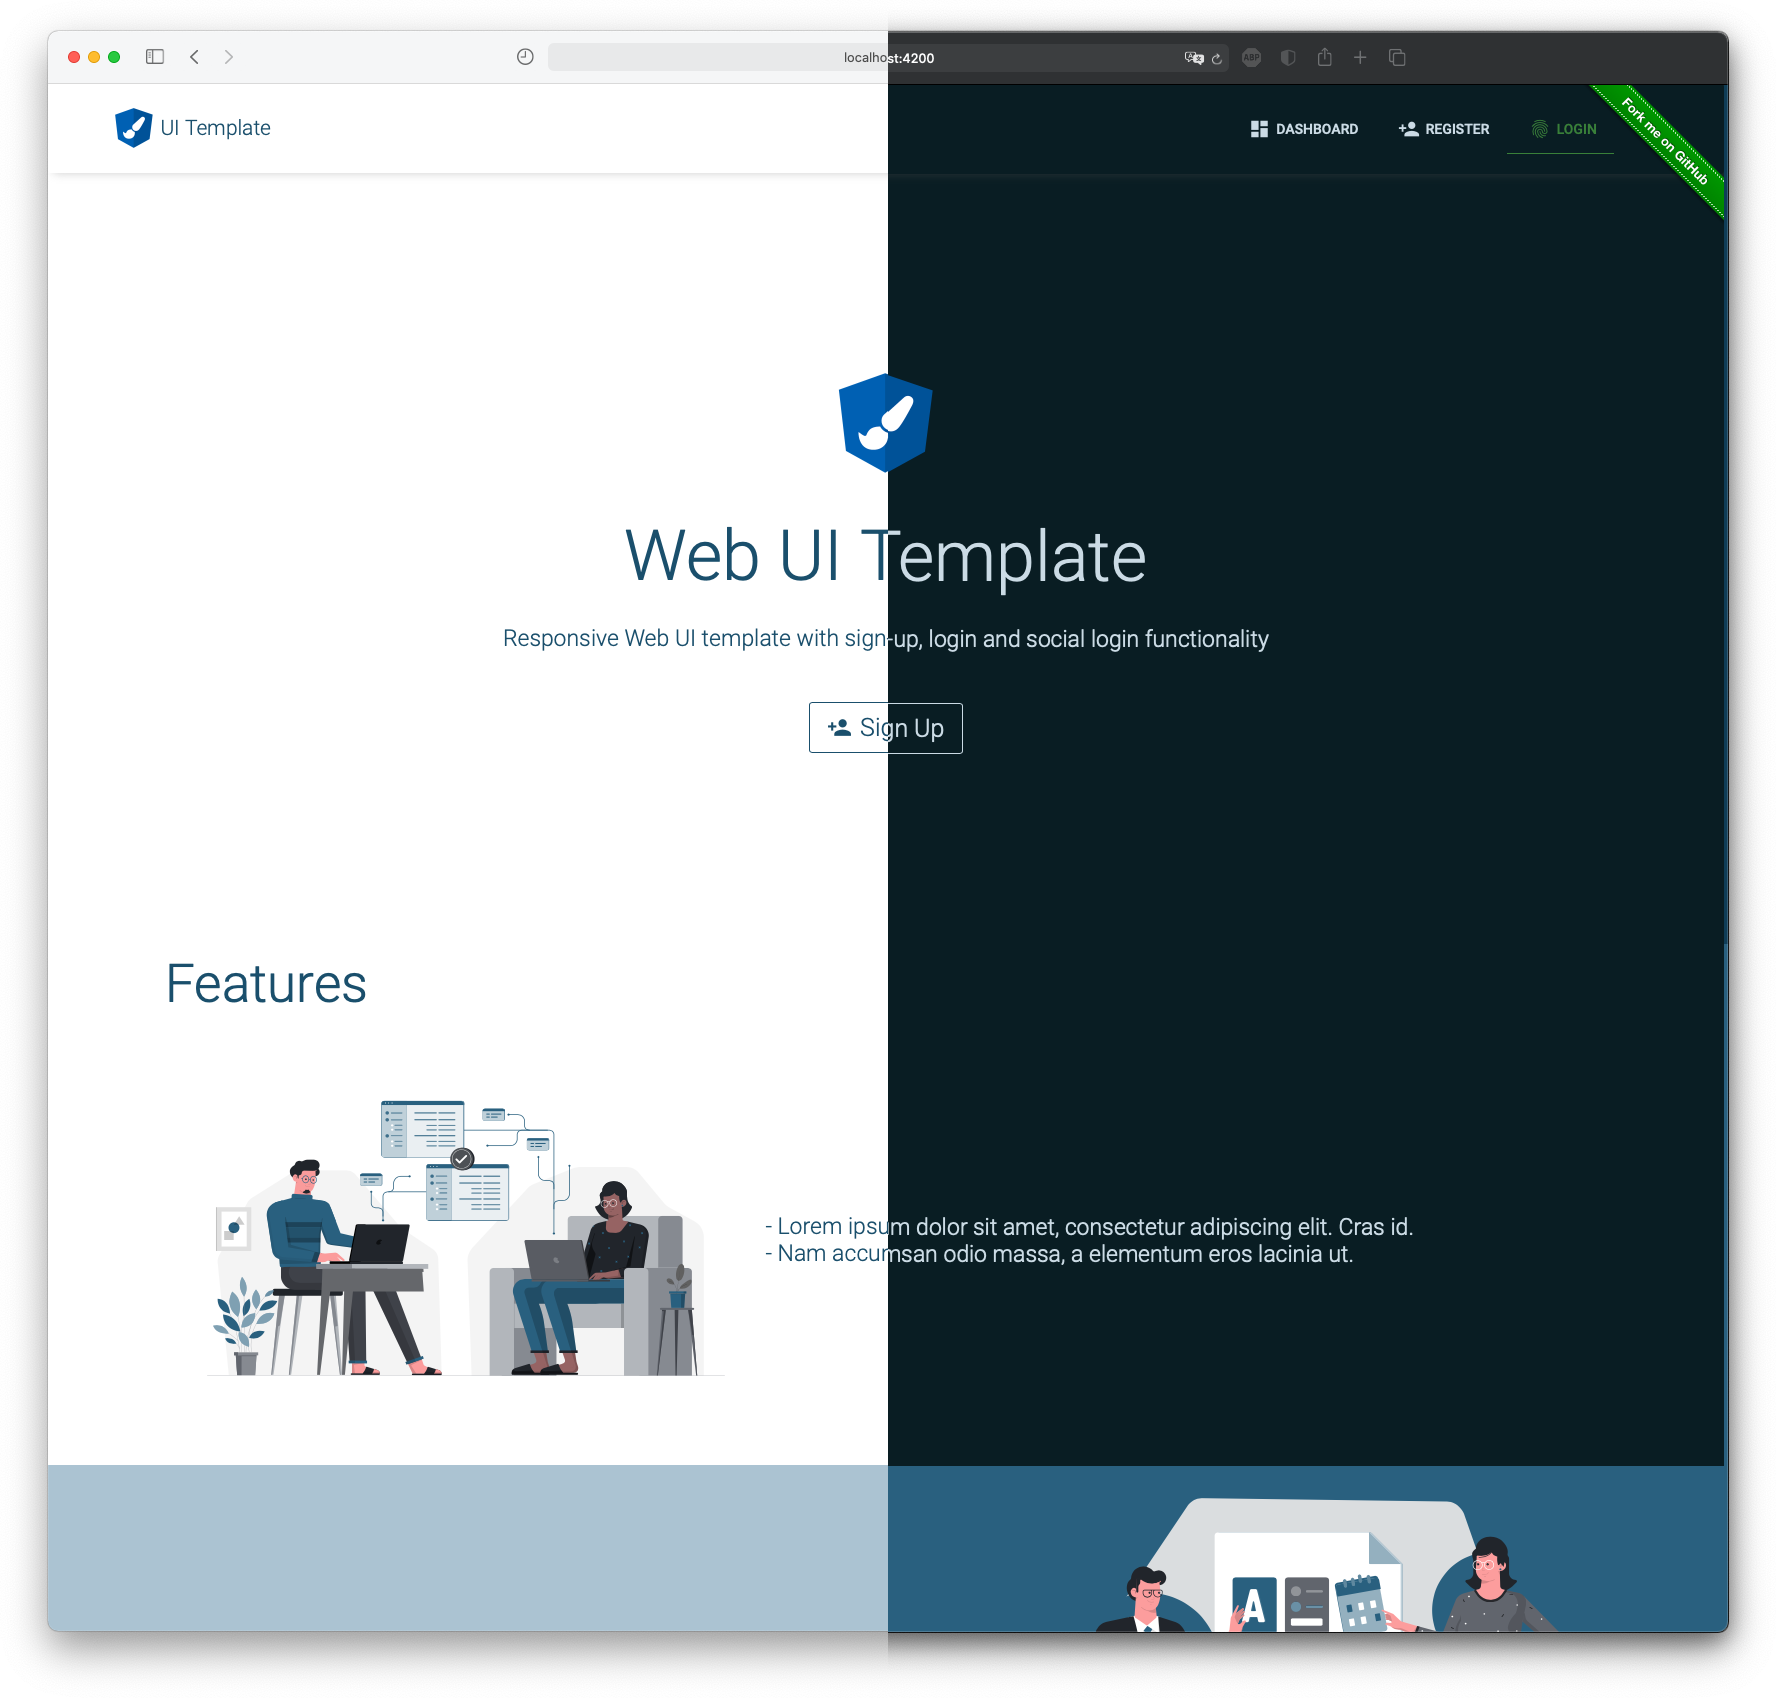 localhost:4200
UI Template
DASHBOARD
REGISTER
LOGIN
Fork me on GitHub
Web UI Template
Responsive Web UI template with sign-up, login and social login functionality
Sign Up
Features
- Lorem ipsum dolor sit amet, consectetur adipiscing elit. Cras id.
- Nam accumsan odio massa, a elementum eros lacinia ut.
A